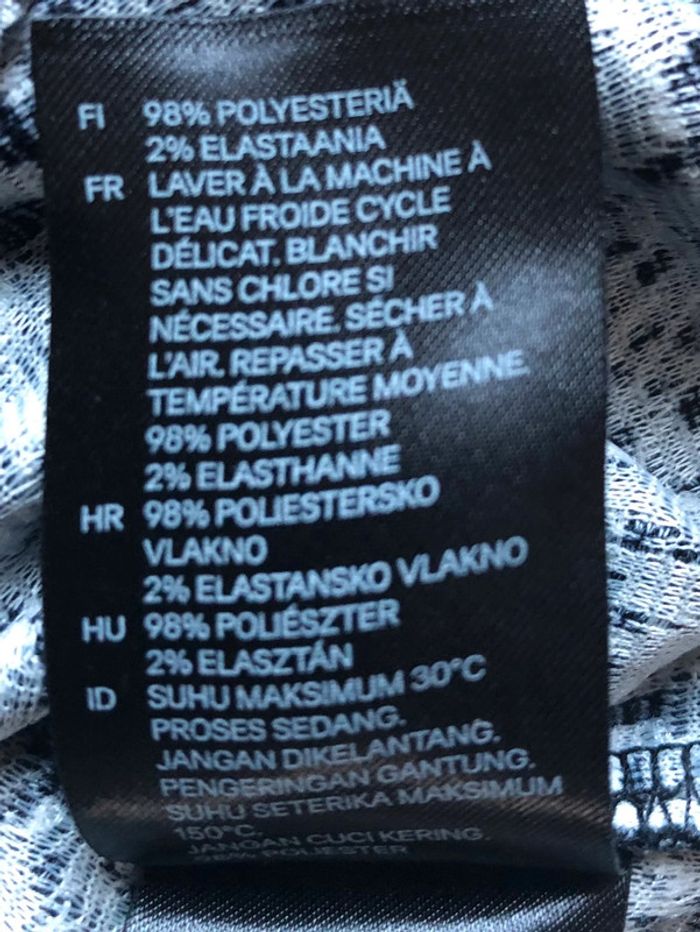 FI 98% POLYESTERIÄ
2% ELASTAANIA
FR LAVER À LA MACHINE À
L'EAU FROIDE CYCLE
DÉLICAT. BLANCHIR
SANS CHLORE SI
NÉCESSAIRE. SÉCHER À
L'AIR. REPASSER À
TEMPÉRATURE MOYENNE.
98% POLYESTER
2% ELASTHANNE
HR 98% POLIESTERSKO
VLAKNO
2% ELASTANSKO VLAKNO
HU 98% POLIÉSZTER
2% ELASZTÁN
ID SUHU MAKSIMUM 30°C
PROSES SEDANG.
JANGAN DIKELANTANG.
PENGERINGAN GANTUNG.
SUHU SETERIKA MAKSIMUM
150°C.
JANGAN CUCI KERING.
98% POLIESTER